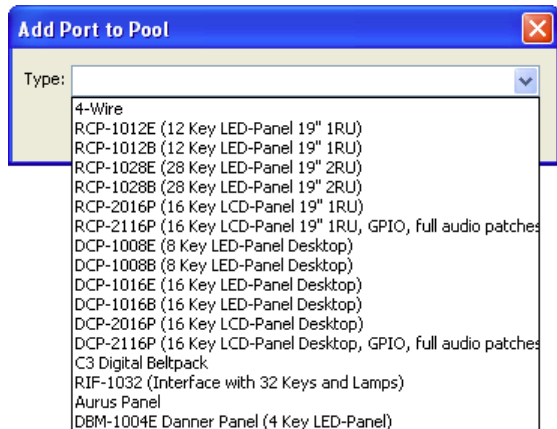 Add Port to Pool
Type:
4-Wire
RCP-1012E (12 Key LED-Panel 19" 1RU)
RCP-1012B (12 Key LED-Panel 19" 1RU)
RCP-1028E (28 Key LED-Panel 19" 2RU)
RCP-1028B (28 Key LED-Panel 19" 2RU)
RCP-2016P (16 Key LCD-Panel 19" 1RU)
RCP-2116P (16 Key LCD-Panel 19" 1RU, GPIO, full audio patches
DCP-1008E (8 Key LED-Panel Desktop)
DCP-1008B (8 Key LED-Panel Desktop)
DCP-1016E (16 Key LED-Panel Desktop)
DCP-1016B (16 Key LED-Panel Desktop)
DCP-2016P (16 Key LCD-Panel Desktop)
DCP-2116P (16 Key LCD-Panel Desktop, GPIO, full audio patches
C3 Digital Beltpack
RIF-1032 (Interface with 32 Keys and Lamps)
Aurus Panel
DBM-1004E Danner Panel (4 Key LED-Panel)